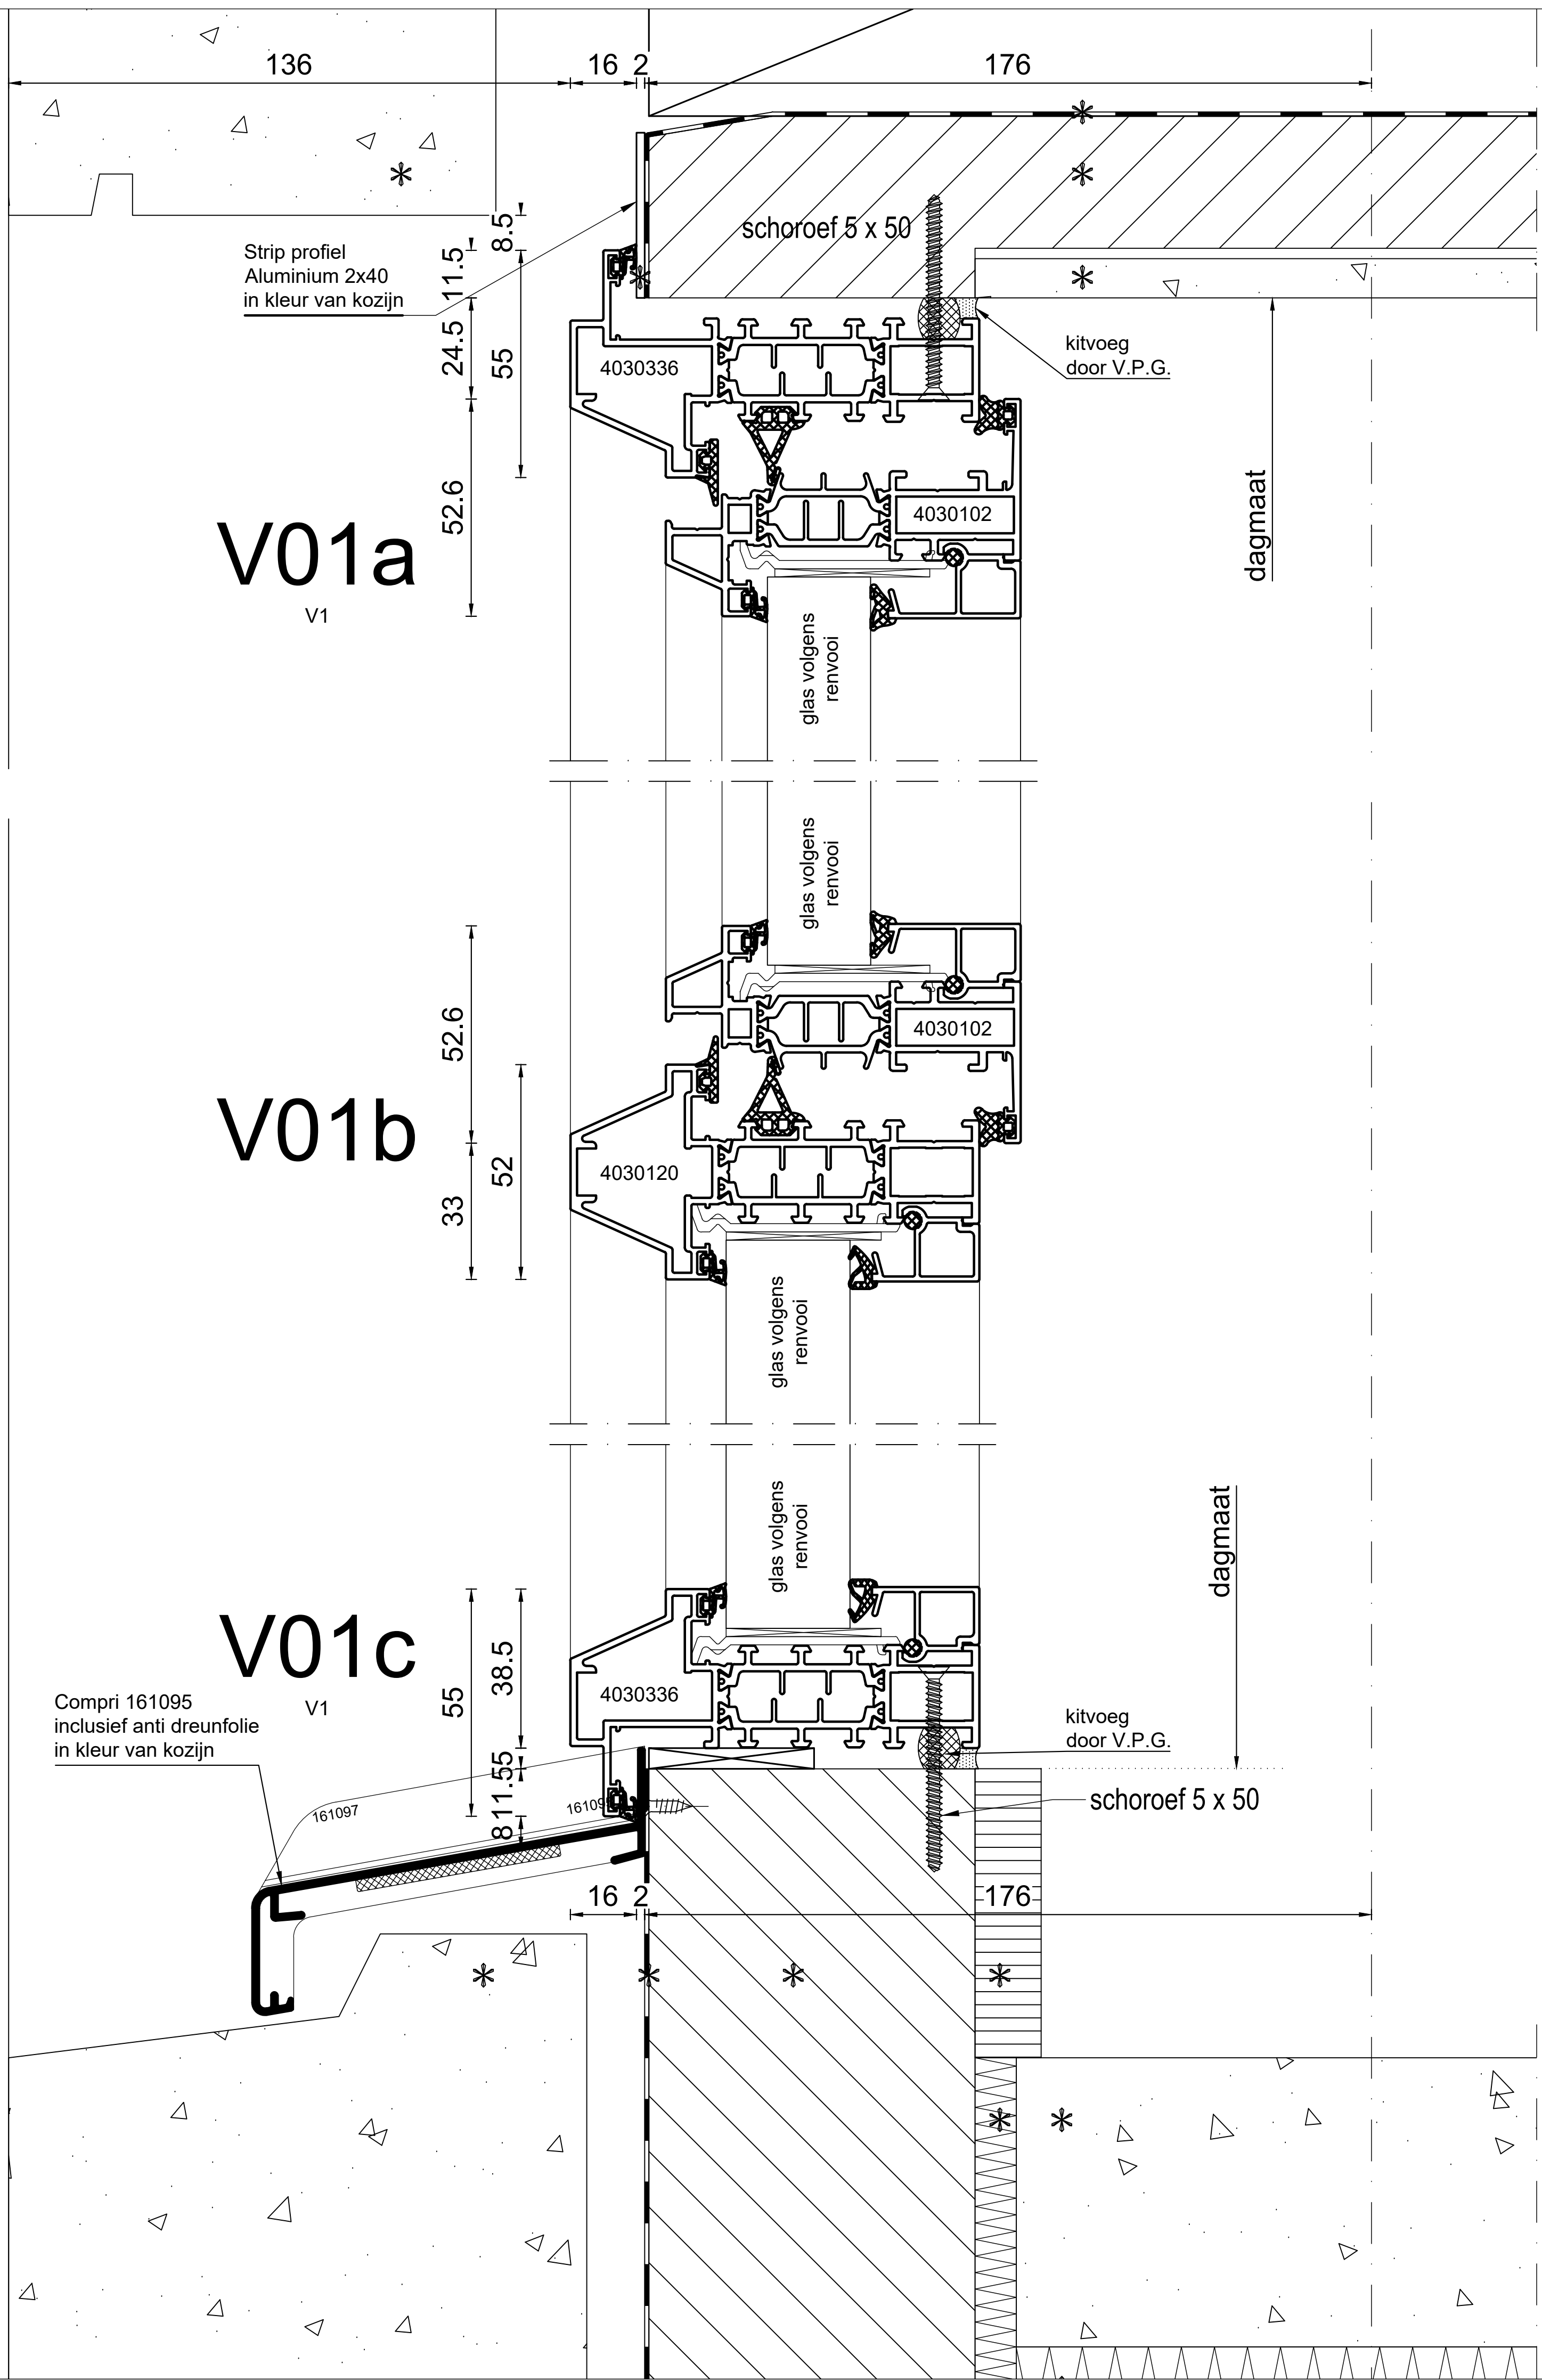 136
16
2
176
8.5
11.5
24.5
55
52.6
schoroef 5 x 50
Strip profiel
Aluminium 2x40
in kleur van kozijn
kitvoeg
door V.P.G.
4030336
dagmaat
4030102
V01a
V1
glas volgens
renvooi
glas volgens
renvooi
52.6
4030102
V01b
52
33
4030120
glas volgens
renvooi
glas volgens
renvooi
dagmaat
V01c
V1
38.5
55
4030336
Compri 161095
inclusief anti dreunfolie
in kleur van kozijn
kitvoeg
door V.P.G.
5
11.5
8
161097
schoroef 5 x 50
16
2
176